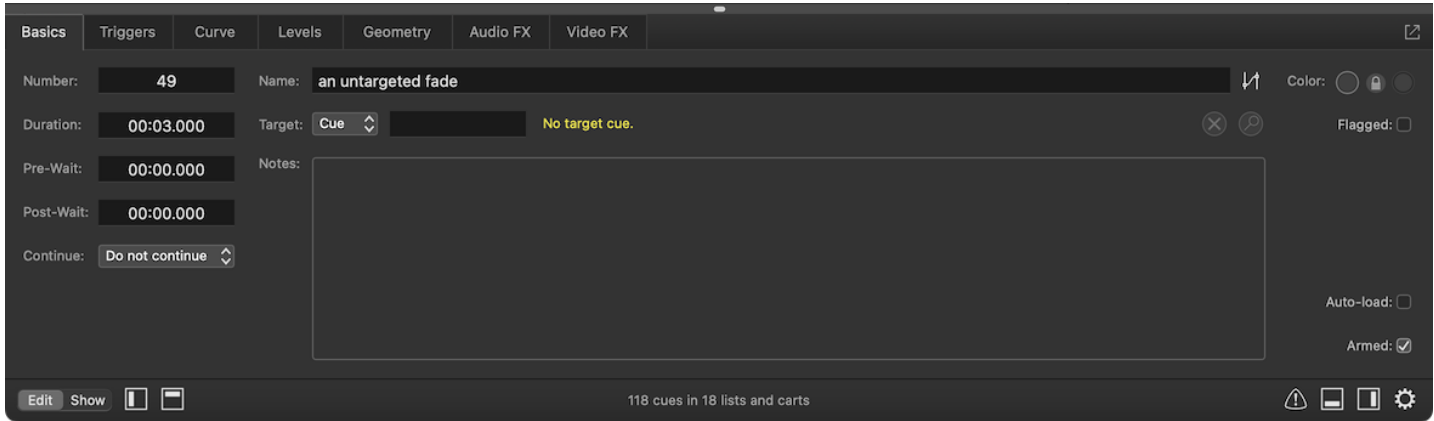 Basics Triggers Curve Levels Geometry Audio FX Video FX
Number: 49 Name: an untargeted fade Color:
Duration: 00:03.000 Target: Cue No target cue. Flagged:
Pre-Wait: 00:00.000 Notes:
Post-Wait: 00:00.000
Continue: Do not continue
Auto-load:
Armed:
Edit Show 118 cues in 18 lists and carts